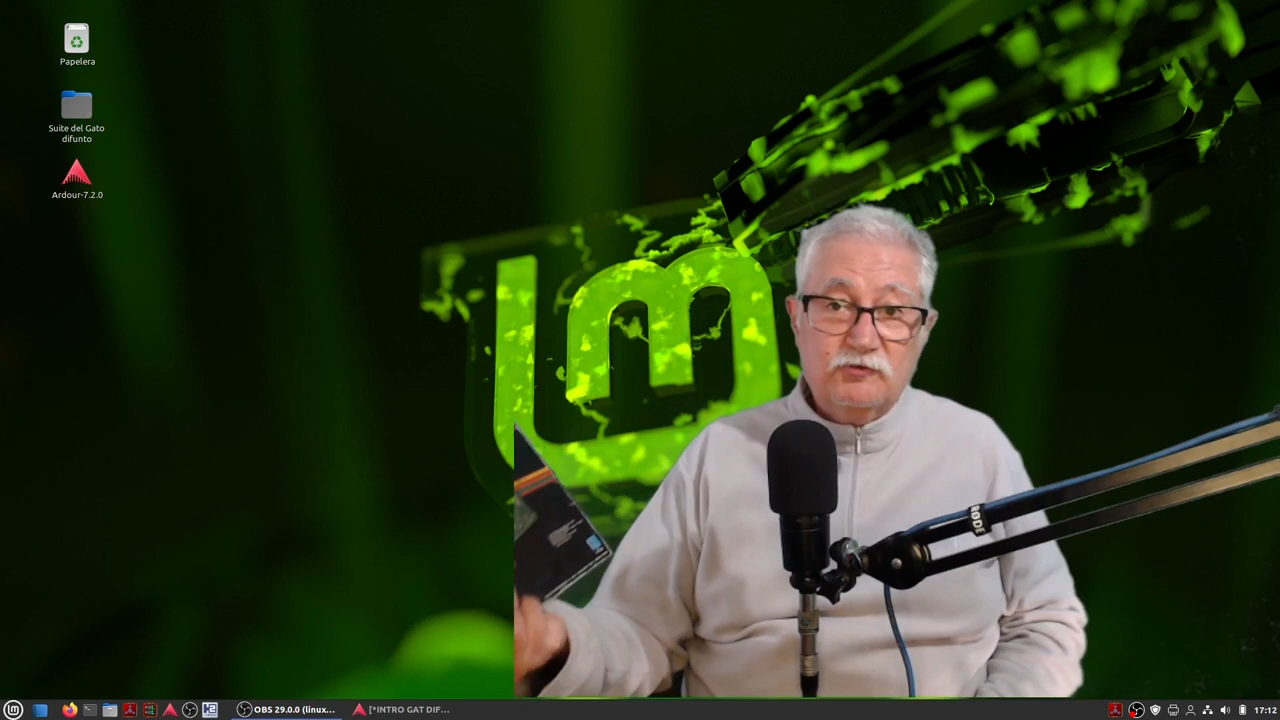 Papelera
Suite del Gato
difunto
Ardour-7.2.0
RØDE
OBS 29.0.0 (linux...
[*INTRO GAT DIF...
17:12